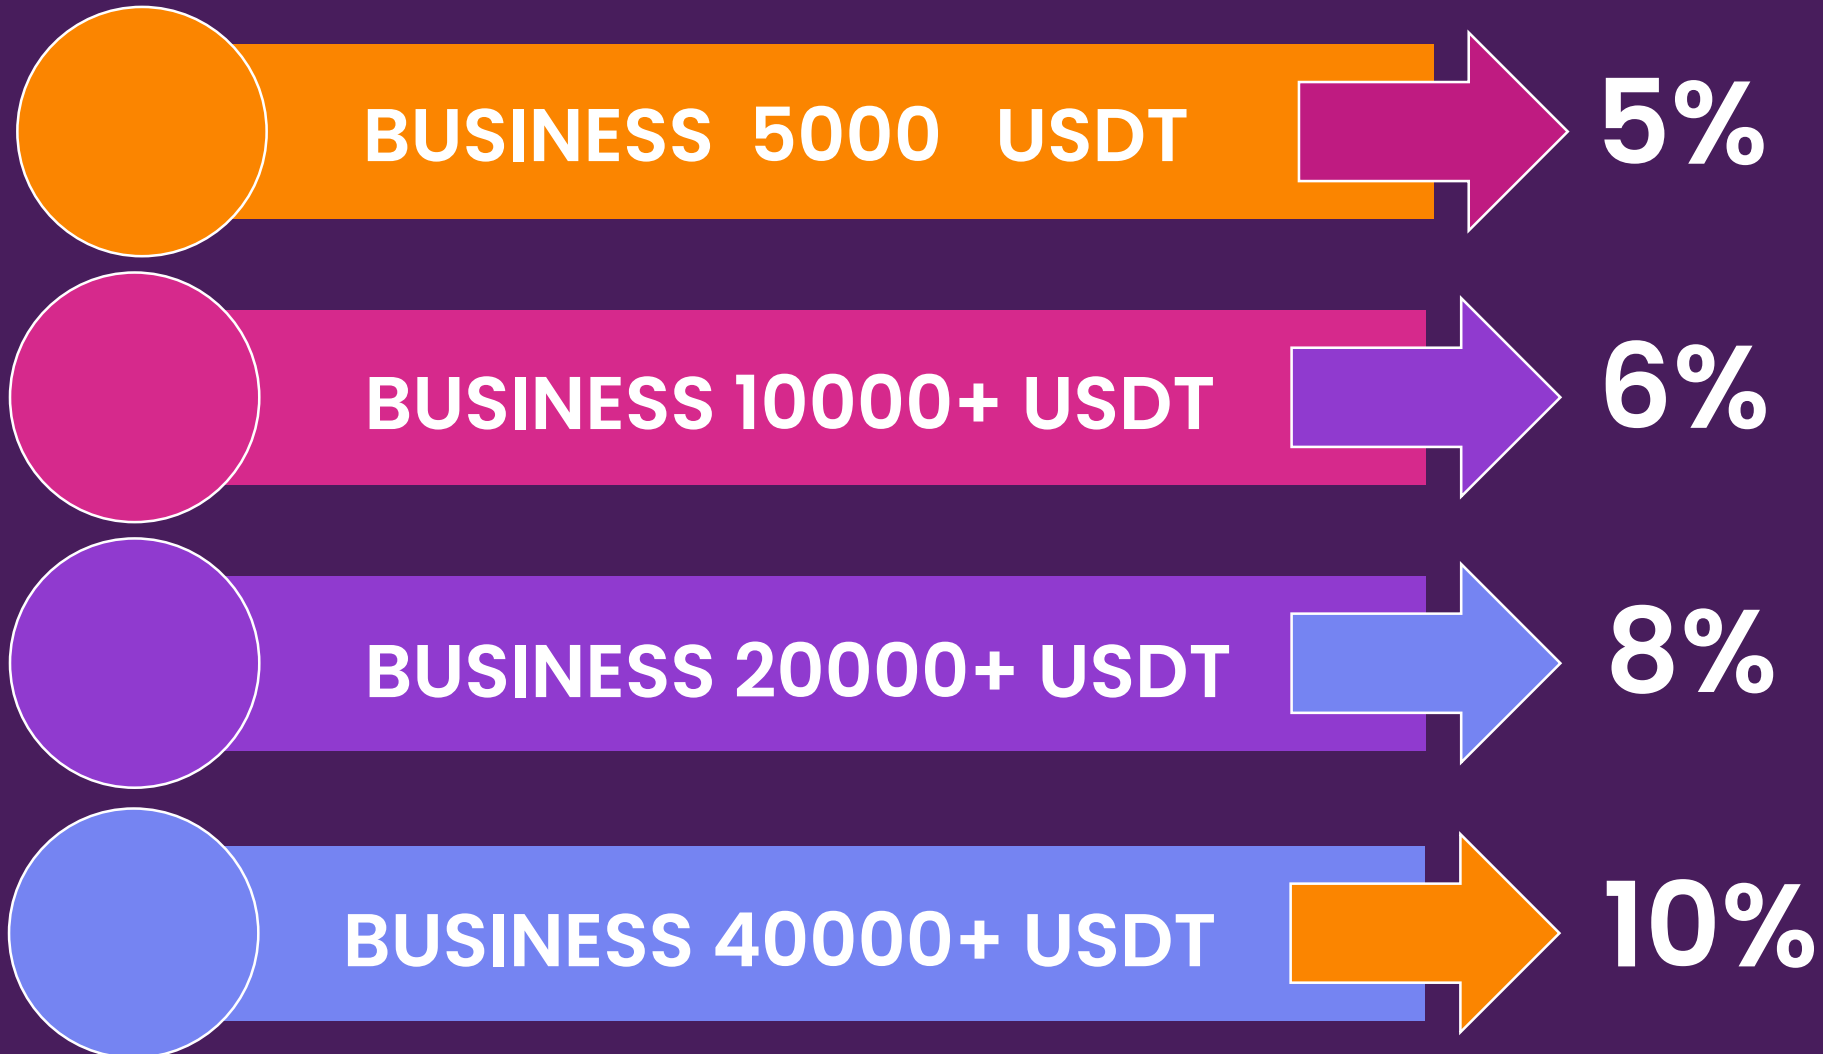 BUSINESS 5000 USDT 5%
BUSINESS 10000+ USDT 6%
BUSINESS 20000+ USDT 8%
BUSINESS 40000+ USDT 10%